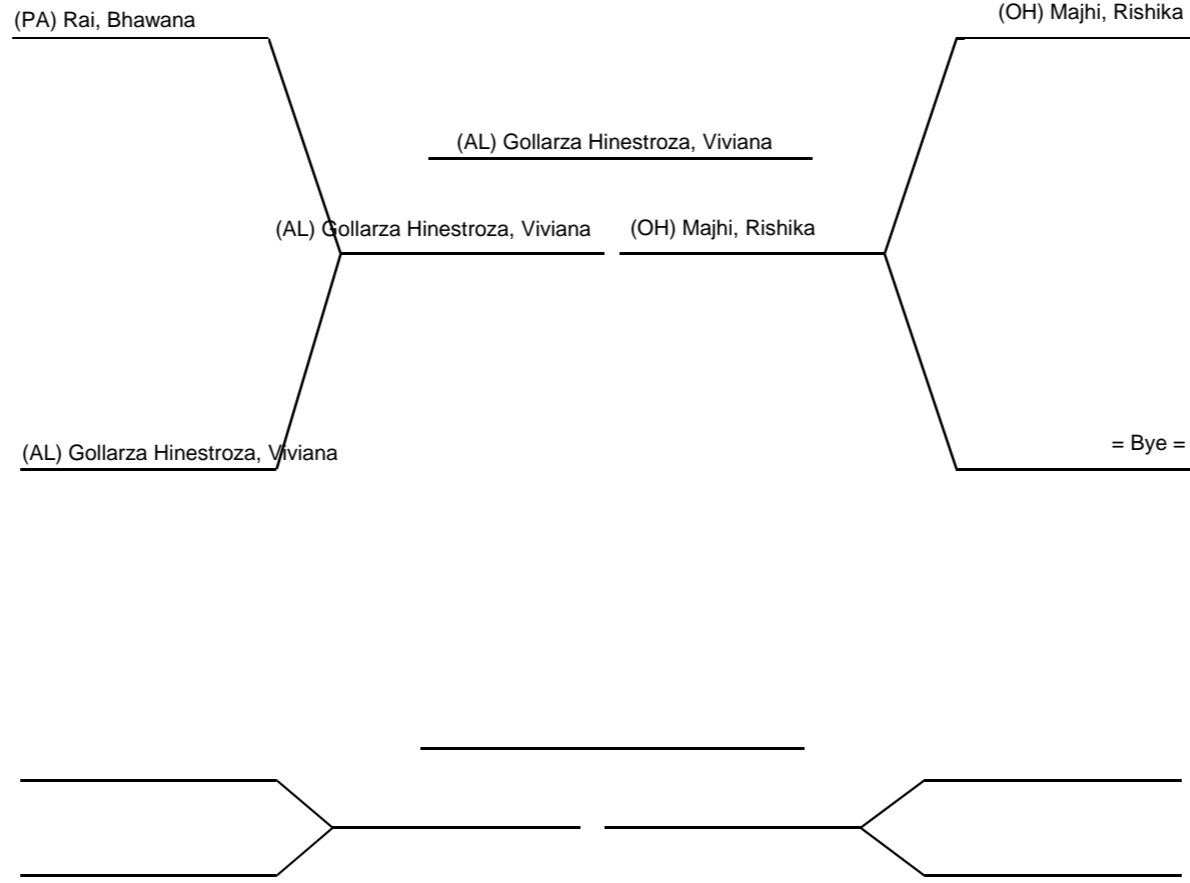 (PA) Rai, Bhawana
(OH) Majhi, Rishika
(AL) Gollarza Hinestroza, Viviana
(AL) Gollarza Hinestroza, Viviana
(OH) Majhi, Rishika
(AL) Gollarza Hinestroza, Viviana
= Bye =